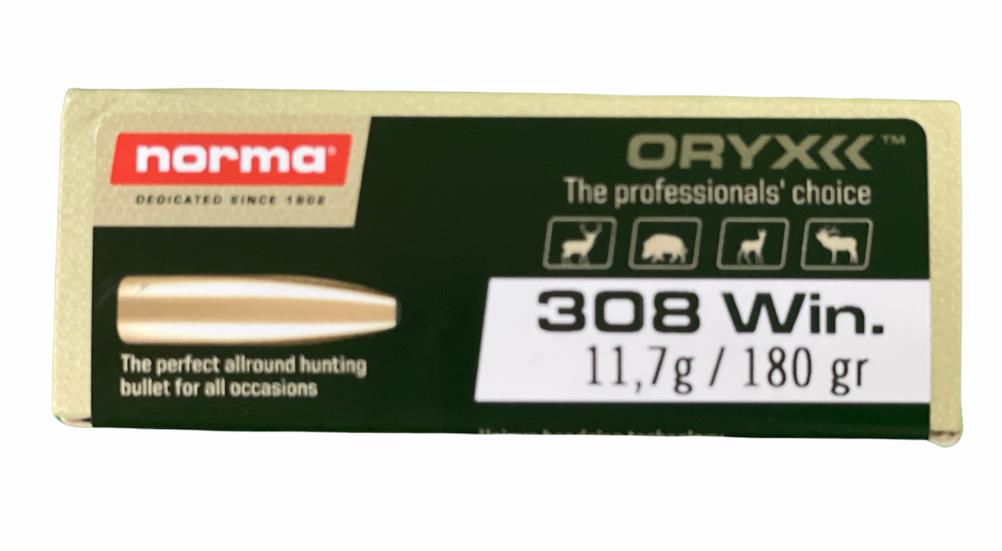 norma®
DEDICATED SINCE 1902
ORYX™
The professionals' choice
308 Win.
11,7g / 180 gr
The perfect allround hunting
bullet for all occasions